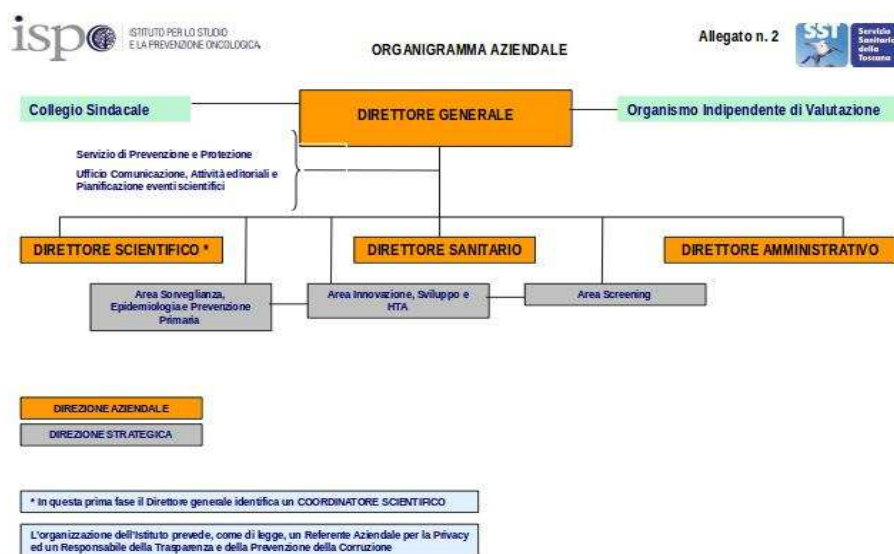 ispo
ISTITUTO PER LO STUDIO
E LA PREVENZIONE ONCOLOGICA
ORGANIGRAMMA AZIENDALE
Allegato n. 2
SST
Servizio
Sanitario
della
Toscana
Collegio Sindacale
DIRETTORE GENERALE
Organismo Indipendente di Valutazione
Servizio di Prevenzione e Protezione
Ufficio Comunicazione, Attività editoriali e
Pianificazione eventi scientifici
DIRETTORE SCIENTIFICO *
DIRETTORE SANITARIO
DIRETTORE AMMINISTRATIVO
Area Sorveglianza,
Epidemiologia e Prevenzione
Primaria
Area Innovazione, Sviluppo e
HTA
Area Screening
DIREZIONE AZIENDALE
DIREZIONE STRATEGICA
* In questa prima fase il Direttore generale identifica un COORDINATORE SCIENTIFICO
L'organizzazione dell'Istituto prevede, come di legge, un Referente Aziendale per la Privacy
ed un Responsabile della Trasparenza e della Prevenzione della Corruzione